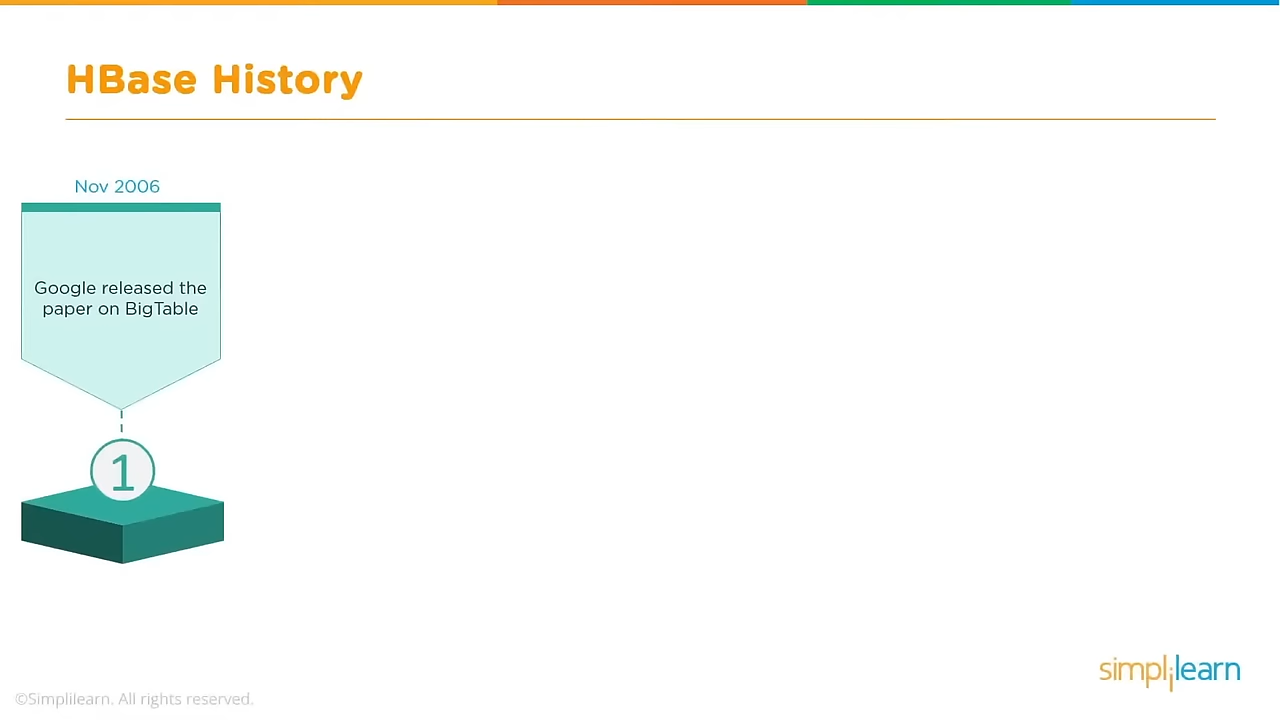 HBase History
Nov 2006
Google released the
paper on BigTable
1
simplilearn
©Simplilearn. All rights reserved.